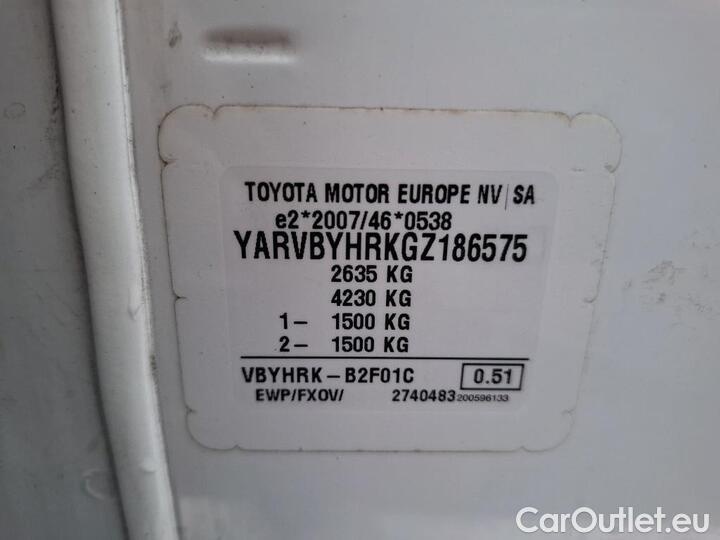 TOYOTA MOTOR EUROPE NV/SA
e2*2007/46*0538
YARVBYHRKGZ186575
2635 KG
4230 KG
1- 1500 KG
2- 1500 KG
VBYHRK-B2F01C 0.51
EWP/FXOV/ 2740483 200596133
CarOutlet.eu